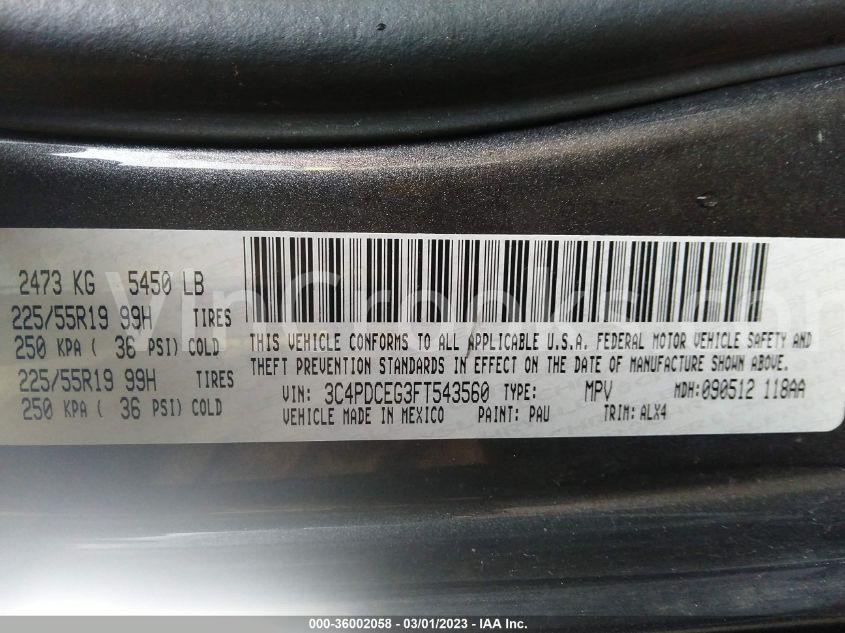 2473 KG 5450 LB
225/55R19 99H TIRES
250 KPA ( 36 PSI) COLD
225/55R19 99H TIRES
250 KPA ( 36 PSI) COLD
THIS VEHICLE CONFORMS TO ALL APPLICABLE U.S.A. FEDERAL MOTOR VEHICLE SAFETY AND
THEFT PREVENTION STANDARDS IN EFFECT ON THE DATE OF MANUFACTURE SHOWN ABOVE.
VIN: 3C4PDCEG3FT543560 TYPE: MPV MDH:090512 118AA
VEHICLE MADE IN MEXICO PAINT: PAU TRIM: ALX4
VinCrooks.com
000-36002058 - 03/01/2023 - IAA Inc.